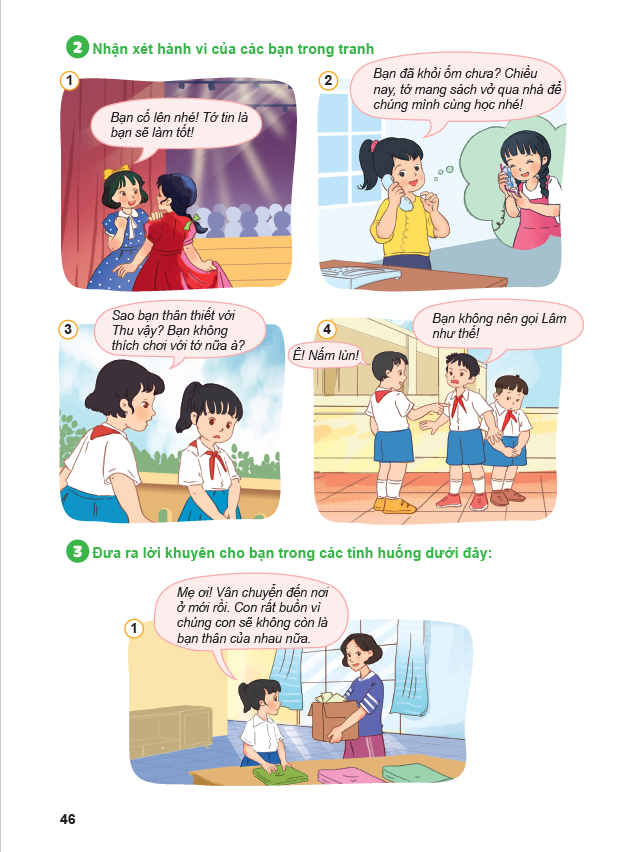 2 Nhận xét hành vi của các bạn trong tranh
1
Bạn cố lên nhé! Tớ tin là
bạn sẽ làm tốt!
2
Bạn đã khỏi ốm chưa? Chiều
nay, tớ mang sách vở qua nhà để
chúng mình cùng học nhé!
3
Sao bạn thân thiết với
Thu vậy? Bạn không
thích chơi với tớ nữa à?
4
Ê! Nấm lùn!
Bạn không nên gọi Lâm
như thế!
3 Đưa ra lời khuyên cho bạn trong các tình huống dưới đây:
1
Mẹ ơi! Vân chuyển đến nơi
ở mới rồi. Con rất buồn vì
chúng con sẽ không còn là
bạn thân của nhau nữa.
46